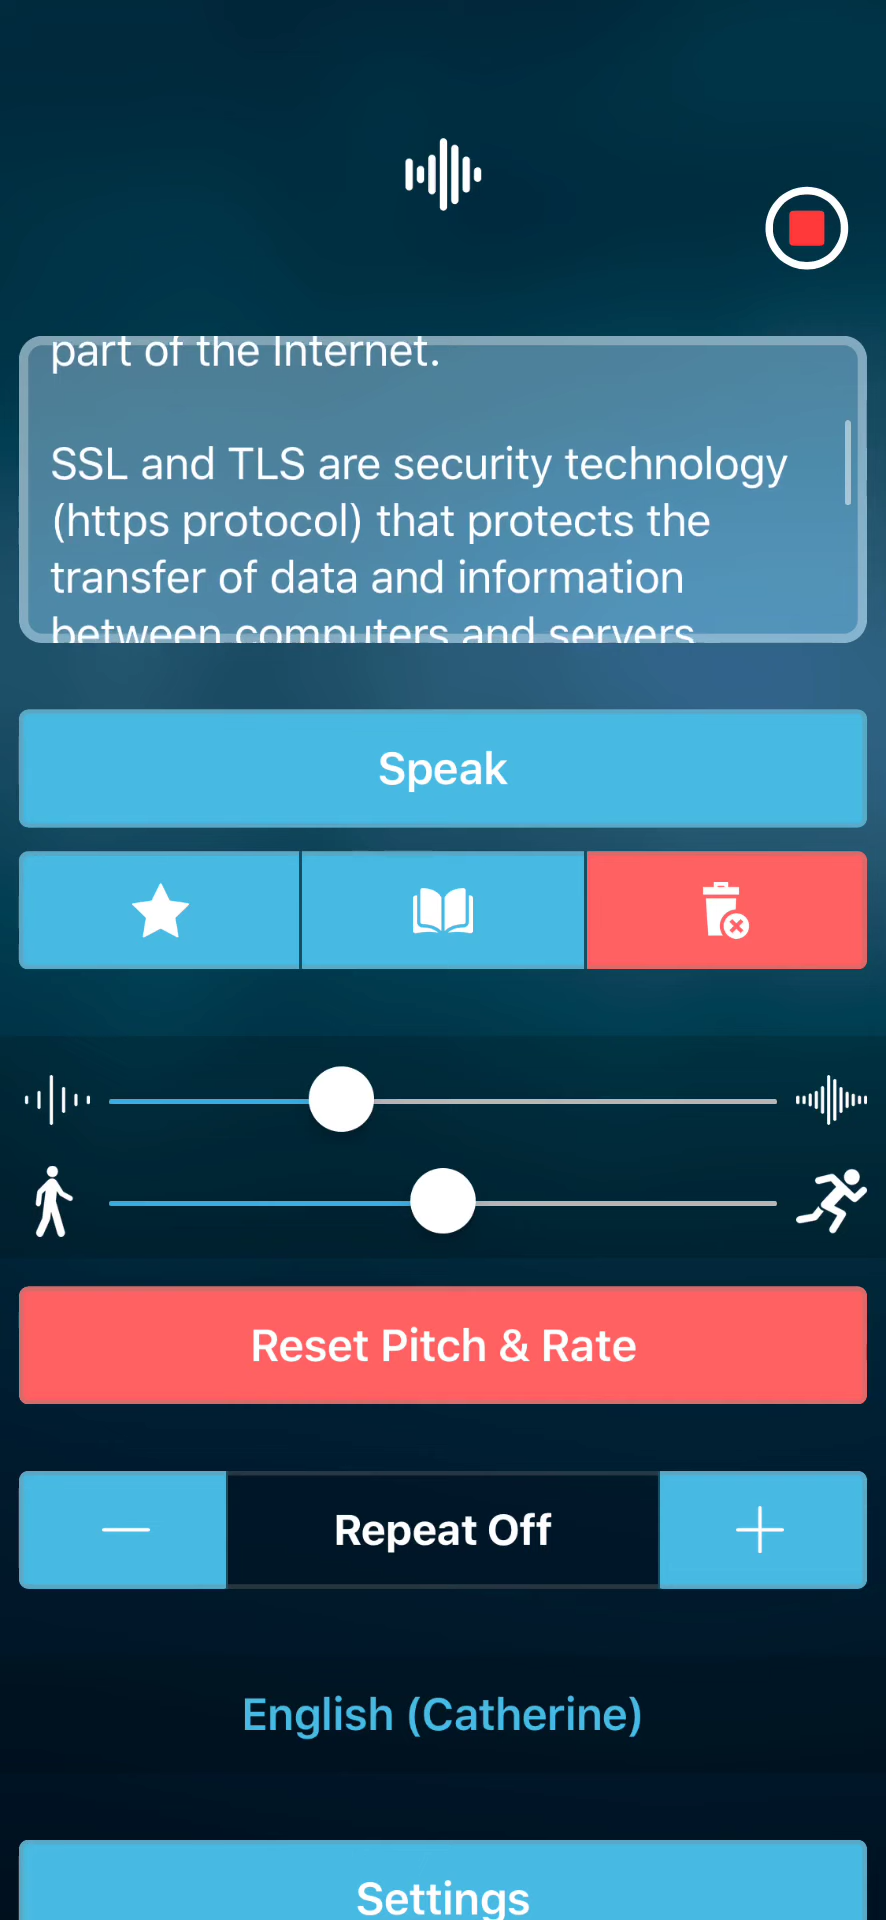 part of the Internet.
SSL and TLS are security technology
(https protocol) that protects the
transfer of data and information
between computers and servers
Speak
Reset Pitch & Rate
Repeat Off
English (Catherine)
Settings